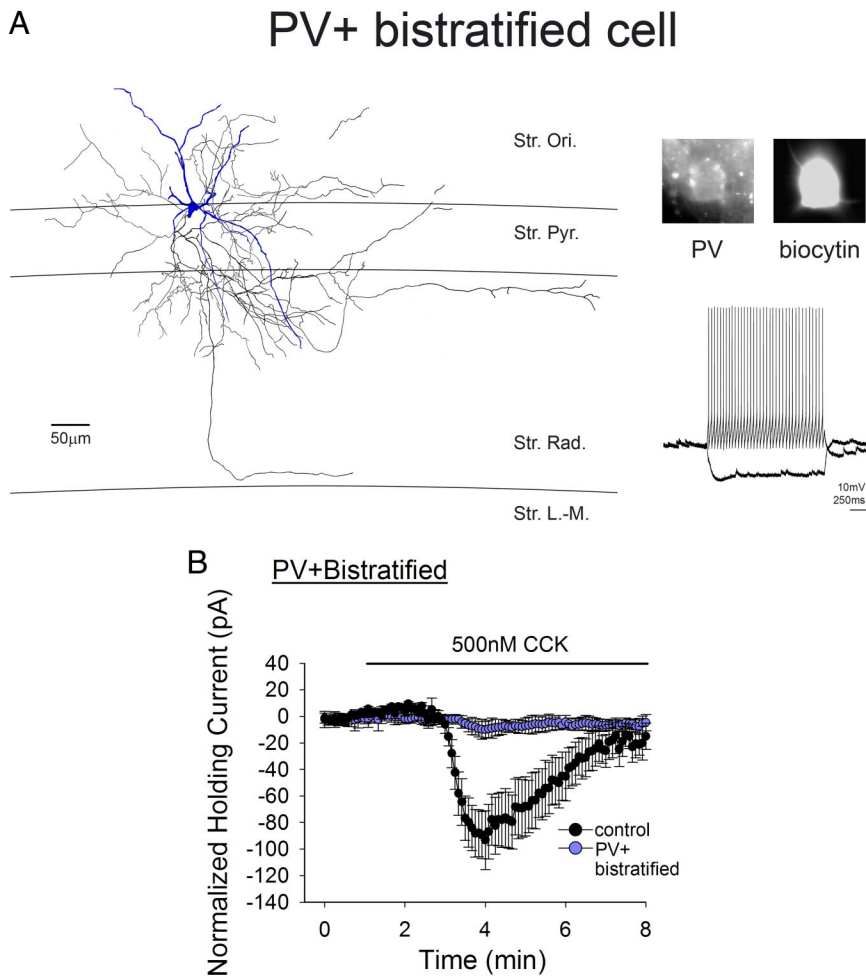 A
PV+ bistratified cell
Str. Ori.
Str. Pyr.
50μm
Str. Rad.
Str. L.-M.
PV
biocytin
10mV
250ms
B
PV+Bistratified
500nM CCK
Normalized Holding Current (pA)
40
20
0
-20
-40
-60
-80
-100
-120
-140
control
PV+
bistratified
0
2
4
6
8
Time (min)